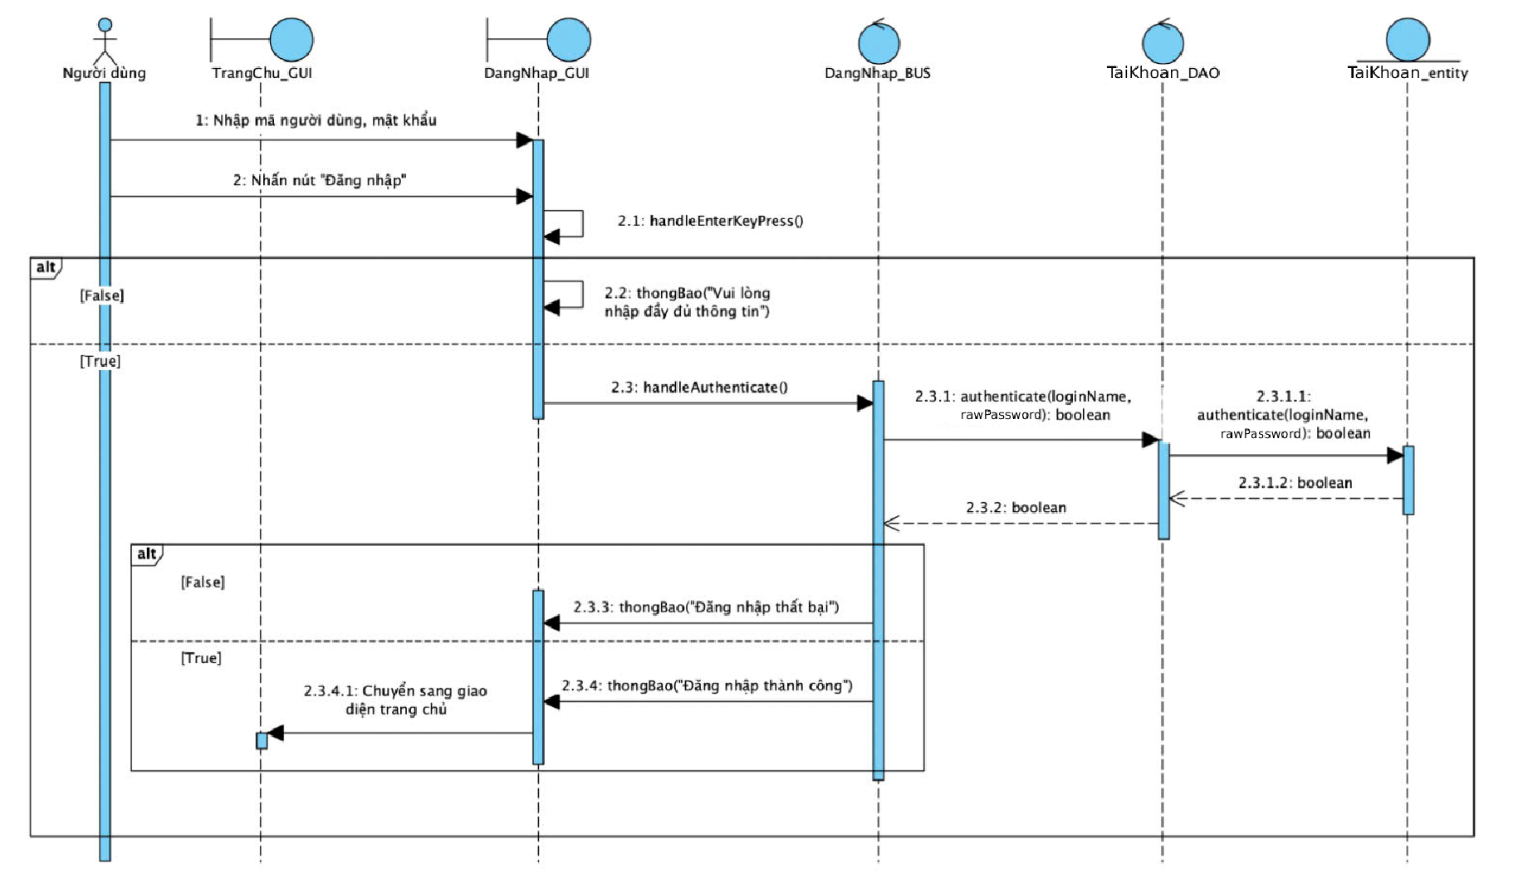 Người dùng
TrangChu_GUI
DangNhap_GUI
DangNhap_BUS
TaiKhoan_DAO
TaiKhoan_entity
1: Nhập mã người dùng, mật khẩu
2: Nhấn nút "Đăng nhập"
2.1: handleEnterKeyPress()
alt
[False]
2.2: thongBao("Vui lòng
nhập đầy đủ thông tin")
[True]
2.3: handleAuthenticate()
2.3.1: authenticate(loginName,
rawPassword): boolean
2.3.1.1:
authenticate(loginName,
rawPassword): boolean
2.3.1.2: boolean
2.3.2: boolean
alt
[False]
2.3.3: thongBao("Đăng nhập thất bại")
[True]
2.3.4: thongBao("Đăng nhập thành công")
2.3.4.1: Chuyển sang giao
diện trang chủ